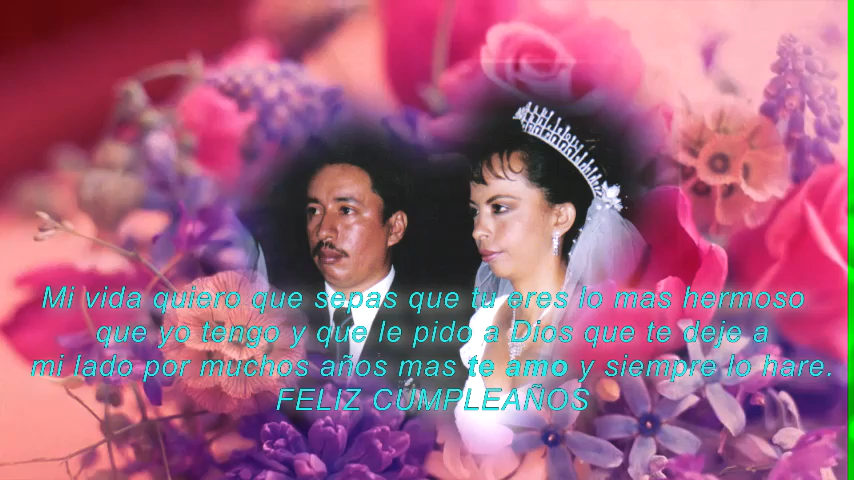 Mi vida quiero que sepas que tu eres lo mas hermoso
que yo tengo y que le pido a Dios que te deje a
mi lado por muchos años mas te amo y siempre lo hare.
FELIZ CUMPLEAÑOS